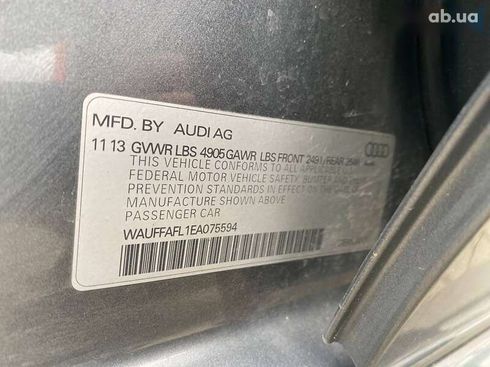 ab.ua
MFD. BY AUDI AG
11 13 GVWR LBS 4905 GAWR LBS FRONT 2491/REAR
THIS VEHICLE CONFORMS TO ALL APPLICABLE
FEDERAL MOTOR VEHICLE SAFETY, BUMPER AND THEFT
PREVENTION STANDARDS IN EFFECT ON THE DATE OF
MANUFACTURE SHOWN ABOVE
PASSENGER CAR
WAUFFAFL1EA075594